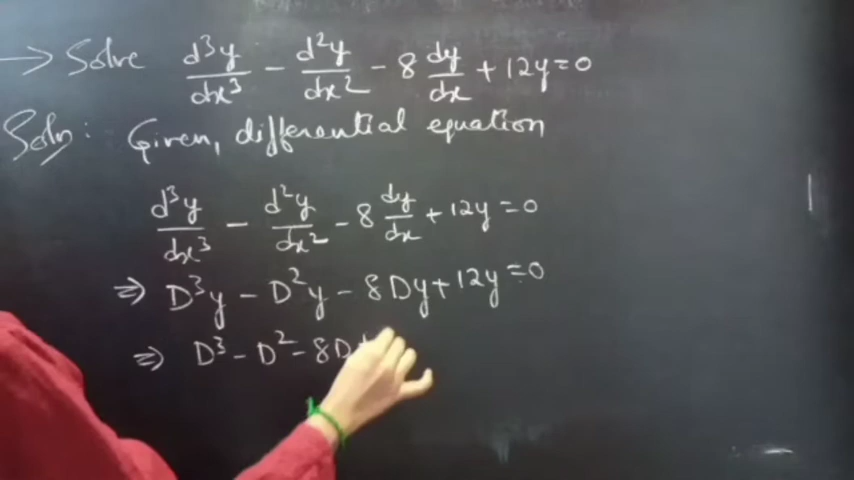 → Solve d³y/dx³ - d²y/dx² - 8 dy/dx + 12y = 0
Soln: Given, differential equation
d³y/dx³ - d²y/dx² - 8 dy/dx + 12y = 0
⇒ D³y - D²y - 8Dy + 12y = 0
⇒ D³ - D² - 8D